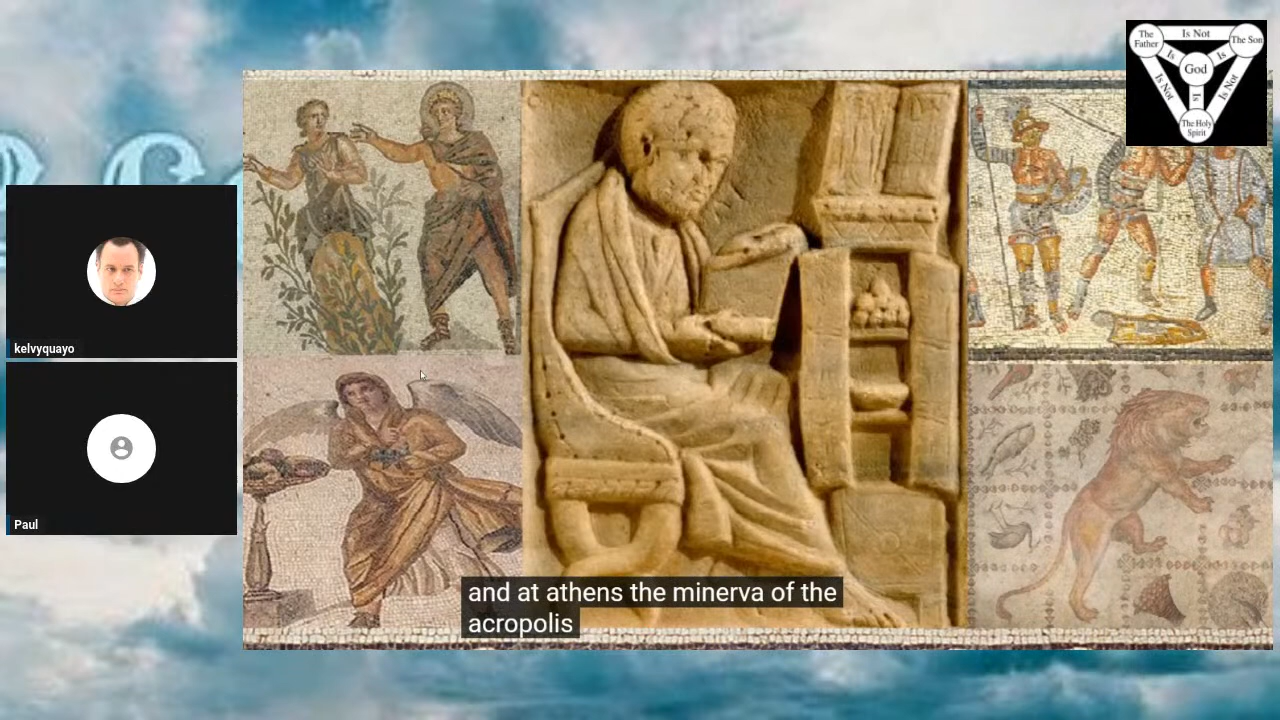 The Father
Is Not
The Son
Is
Is
God
Is Not
Is
Is Not
The Holy Spirit
kelvyquayo
Paul
and at athens the minerva of the
acropolis